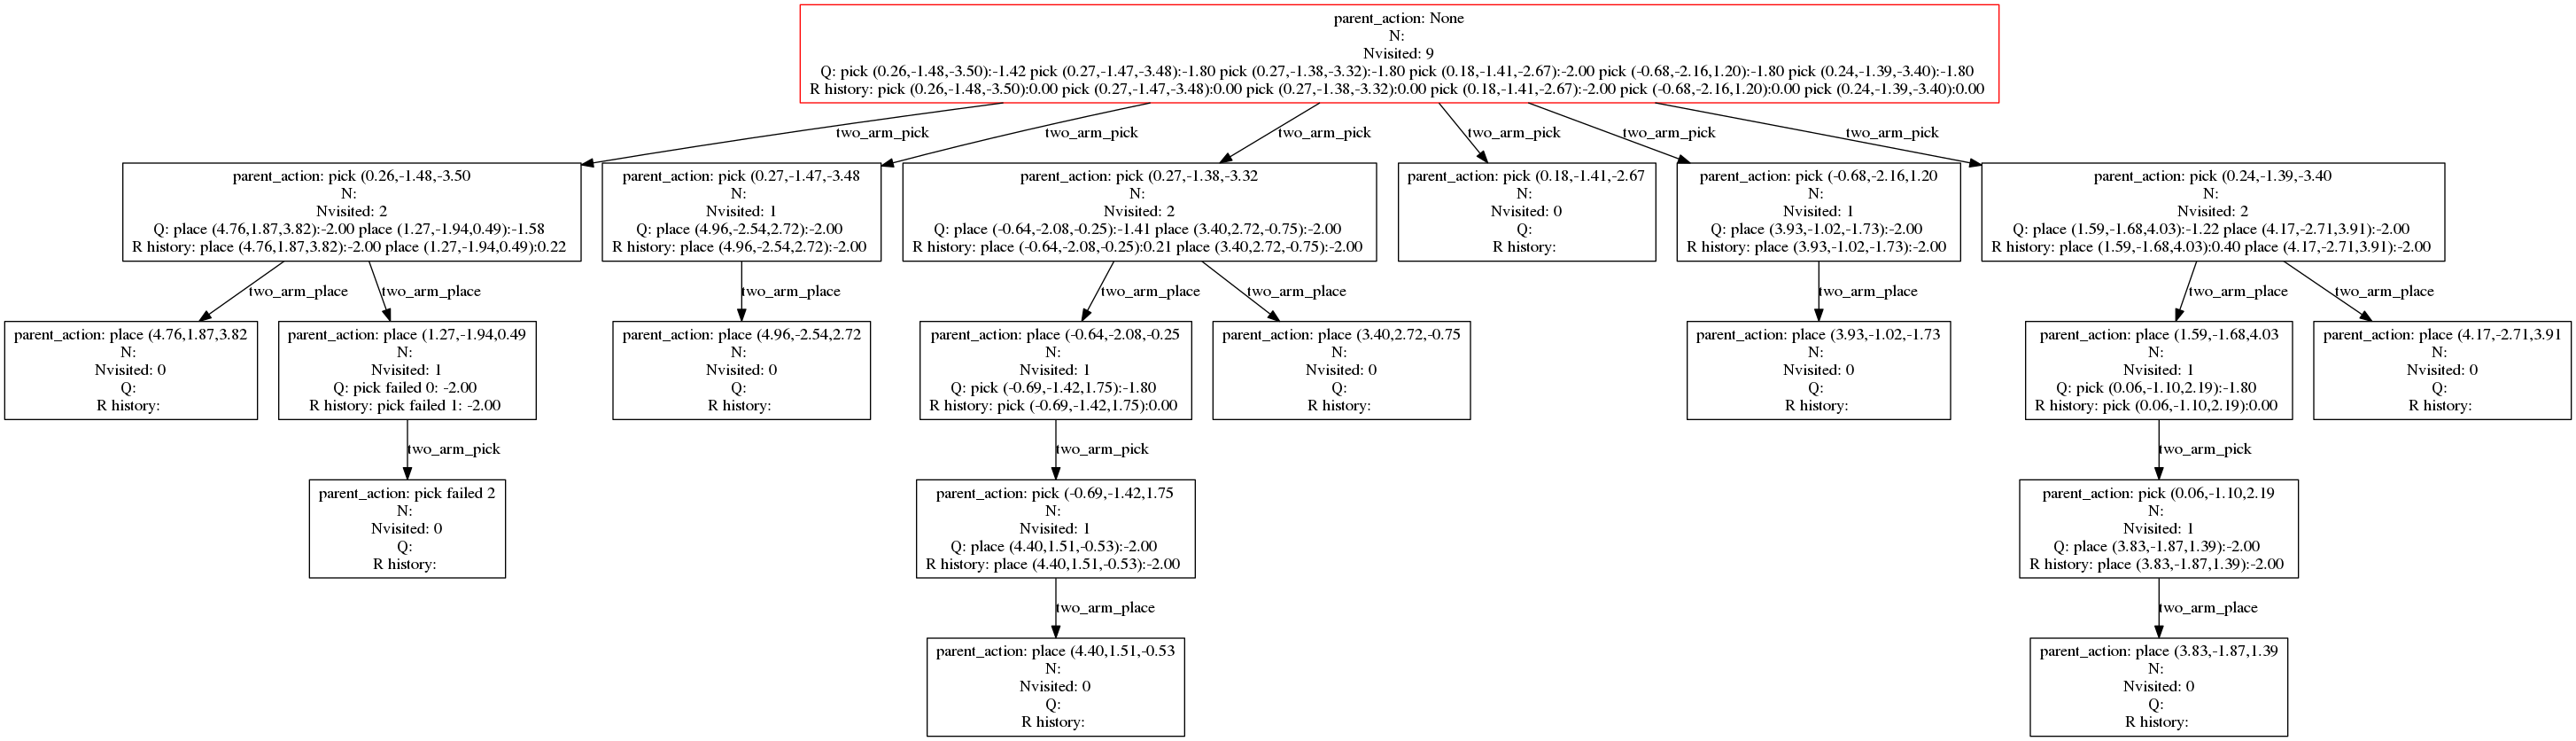 parent_action: None
N:
Nvisited: 9
Q: pick (0.26,-1.48,-3.50):-1.42 pick (0.27,-1.47,-3.48):-1.80 pick (0.27,-1.38,-3.32):-1.80 pick (0.18,-1.41,-2.67):-2.00 pick (-0.68,-2.16,1.20):-1.80 pick (0.24,-1.39,-3.40):-1.80
R history: pick (0.26,-1.48,-3.50):0.00 pick (0.27,-1.47,-3.48):0.00 pick (0.27,-1.38,-3.32):0.00 pick (0.18,-1.41,-2.67):-2.00 pick (-0.68,-2.16,1.20):0.00 pick (0.24,-1.39,-3.40):0.00
two_arm_pick
two_arm_pick
two_arm_pick
two_arm_pick
two_arm_pick
two_arm_pick
parent_action: pick (0.26,-1.48,-3.50
N:
Nvisited: 2
Q: place (4.76,1.87,3.82):-2.00 place (1.27,-1.94,0.49):-1.58
R history: place (4.76,1.87,3.82):-2.00 place (1.27,-1.94,0.49):0.22
parent_action: pick (0.27,-1.47,-3.48
N:
Nvisited: 1
Q: place (4.96,-2.54,2.72):-2.00
R history: place (4.96,-2.54,2.72):-2.00
parent_action: pick (0.27,-1.38,-3.32
N:
Nvisited: 2
Q: place (-0.64,-2.08,-0.25):-1.41 place (3.40,2.72,-0.75):-2.00
R history: place (-0.64,-2.08,-0.25):0.21 place (3.40,2.72,-0.75):-2.00
parent_action: pick (0.18,-1.41,-2.67
N:
Nvisited: 0
Q:
R history:
parent_action: pick (-0.68,-2.16,1.20
N:
Nvisited: 1
Q: place (3.93,-1.02,-1.73):-2.00
R history: place (3.93,-1.02,-1.73):-2.00
parent_action: pick (0.24,-1.39,-3.40
N:
Nvisited: 2
Q: place (1.59,-1.68,4.03):-1.22 place (4.17,-2.71,3.91):-2.00
R history: place (1.59,-1.68,4.03):0.40 place (4.17,-2.71,3.91):-2.00
two_arm_place
two_arm_place
two_arm_place
two_arm_place
two_arm_place
two_arm_place
two_arm_place
two_arm_place
parent_action: place (4.76,1.87,3.82
N:
Nvisited: 0
Q:
R history:
parent_action: place (1.27,-1.94,0.49
N:
Nvisited: 1
Q: pick failed 0: -2.00
R history: pick failed 1: -2.00
parent_action: place (4.96,-2.54,2.72
N:
Nvisited: 0
Q:
R history:
parent_action: place (-0.64,-2.08,-0.25
N:
Nvisited: 1
Q: pick (-0.69,-1.42,1.75):-1.80
R history: pick (-0.69,-1.42,1.75):0.00
parent_action: place (3.40,2.72,-0.75
N:
Nvisited: 0
Q:
R history:
parent_action: place (3.93,-1.02,-1.73
N:
Nvisited: 0
Q:
R history:
parent_action: place (1.59,-1.68,4.03
N:
Nvisited: 1
Q: pick (0.06,-1.10,2.19):-1.80
R history: pick (0.06,-1.10,2.19):0.00
parent_action: place (4.17,-2.71,3.91
N:
Nvisited: 0
Q:
R history:
two_arm_pick
two_arm_pick
two_arm_pick
parent_action: pick failed 2
N:
Nvisited: 0
Q:
R history:
parent_action: pick (-0.69,-1.42,1.75
N:
Nvisited: 1
Q: place (4.40,1.51,-0.53):-2.00
R history: place (4.40,1.51,-0.53):-2.00
parent_action: pick (0.06,-1.10,2.19
N:
Nvisited: 1
Q: place (3.83,-1.87,1.39):-2.00
R history: place (3.83,-1.87,1.39):-2.00
two_arm_place
two_arm_place
parent_action: place (4.40,1.51,-0.53
N:
Nvisited: 0
Q:
R history:
parent_action: place (3.83,-1.87,1.39
N:
Nvisited: 0
Q:
R history: